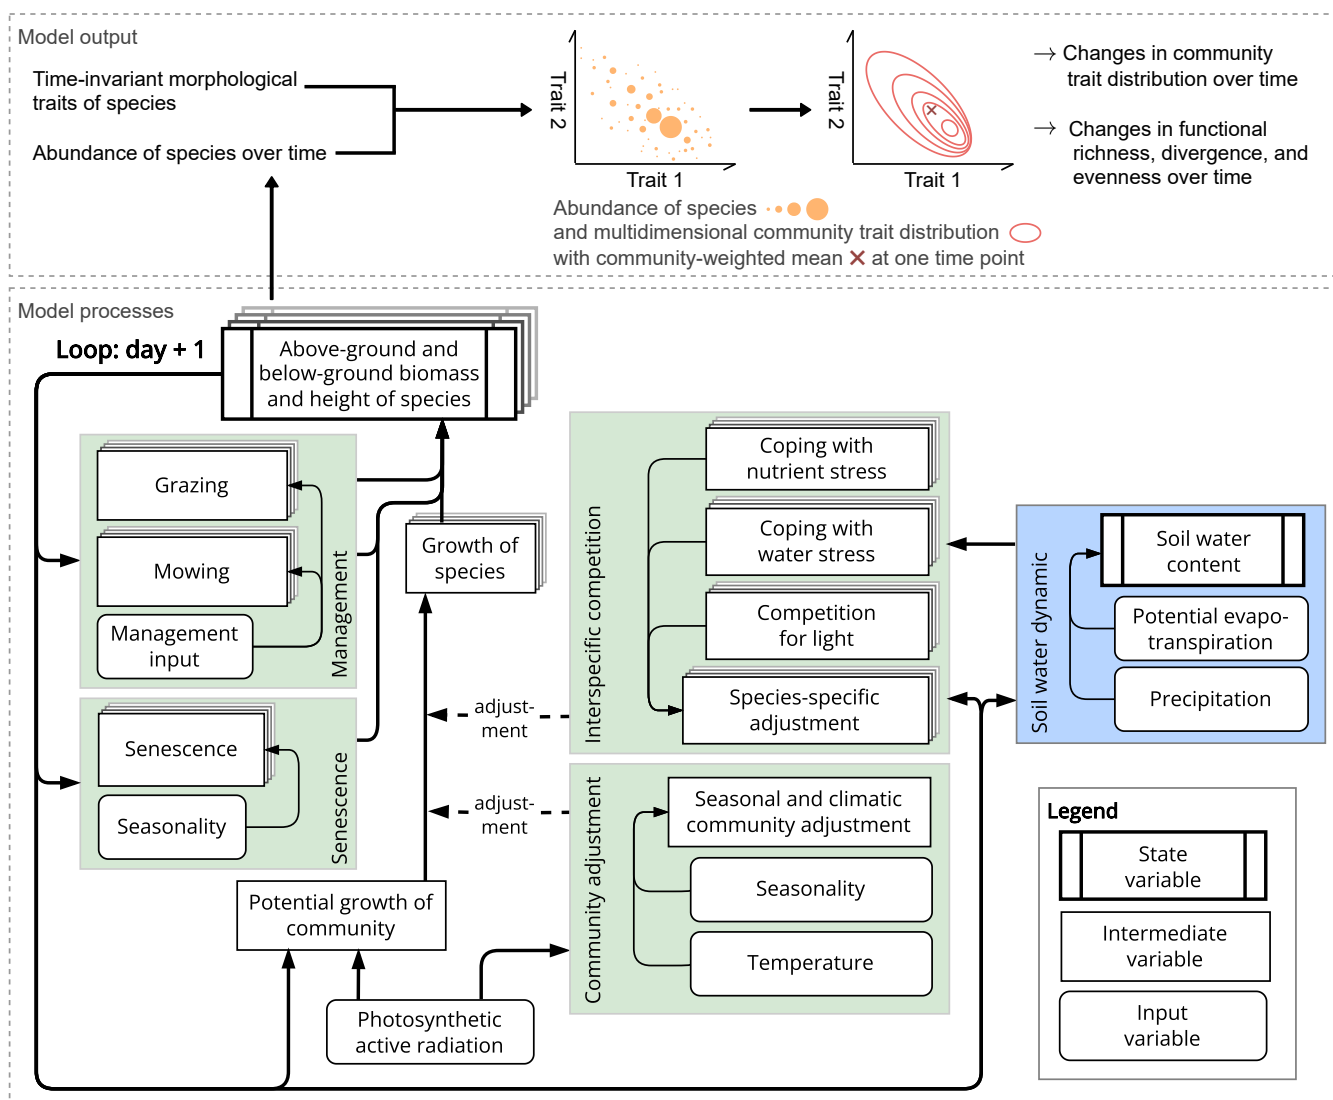 Model output
Time-invariant morphological
traits of species
Abundance of species over time
Trait 2
Trait 1
Trait 2
Trait 1
→ Changes in community
trait distribution over time
→ Changes in functional
richness, divergence, and
evenness over time
Abundance of species
and multidimensional community trait distribution
with community-weighted mean × at one time point
Model processes
Loop: day + 1
Above-ground and
below-ground biomass
and height of species
Grazing
Mowing
Management
input
Management
Senescence
Seasonality
Senescence
Growth of
species
adjust-
ment
adjust-
ment
Potential growth of
community
Photosynthetic
active radiation
Interspecific competition
Coping with
nutrient stress
Coping with
water stress
Competition
for light
Species-specific
adjustment
Community adjustment
Seasonal and climatic
community adjustment
Seasonality
Temperature
Soil water dynamic
Soil water
content
Potential evapo-
transpiration
Precipitation
Legend
State
variable
Intermediate
variable
Input
variable